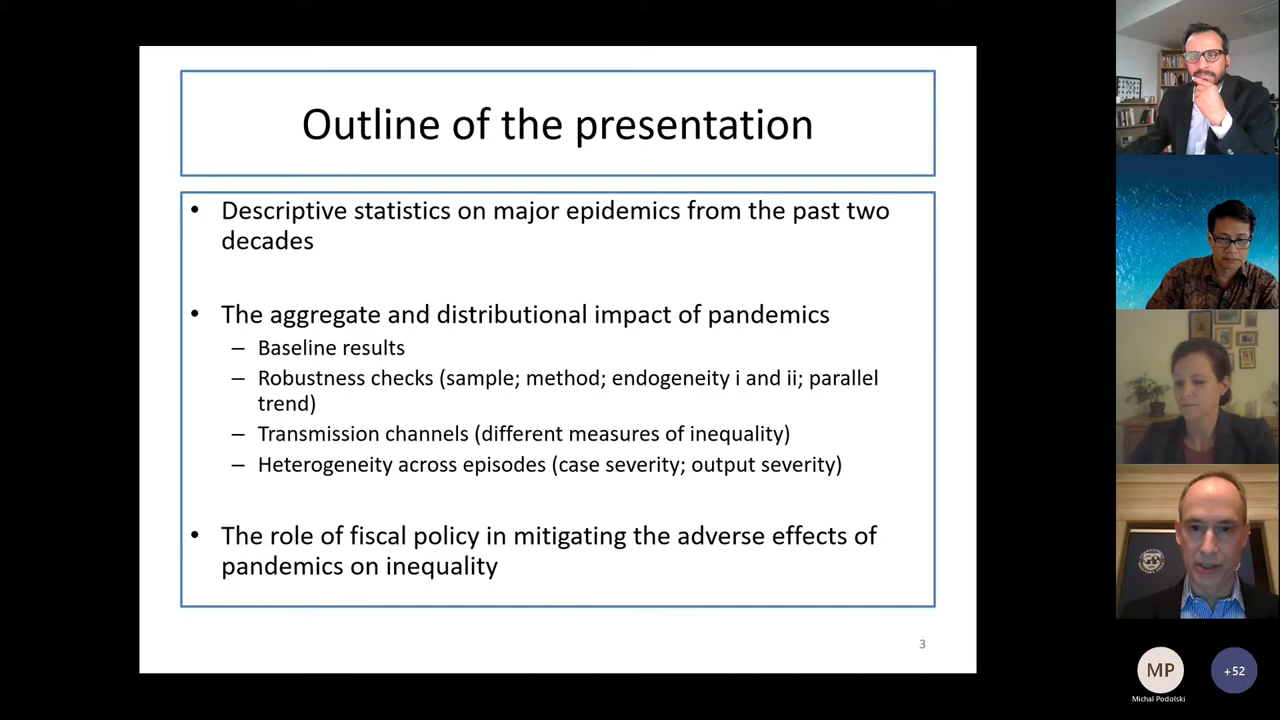 Outline of the presentation
• Descriptive statistics on major epidemics from the past two
decades
• The aggregate and distributional impact of pandemics
– Baseline results
– Robustness checks (sample; method; endogeneity i and ii; parallel
trend)
– Transmission channels (different measures of inequality)
– Heterogeneity across episodes (case severity; output severity)
• The role of fiscal policy in mitigating the adverse effects of
pandemics on inequality
3
MP
+52
Michal Podolski